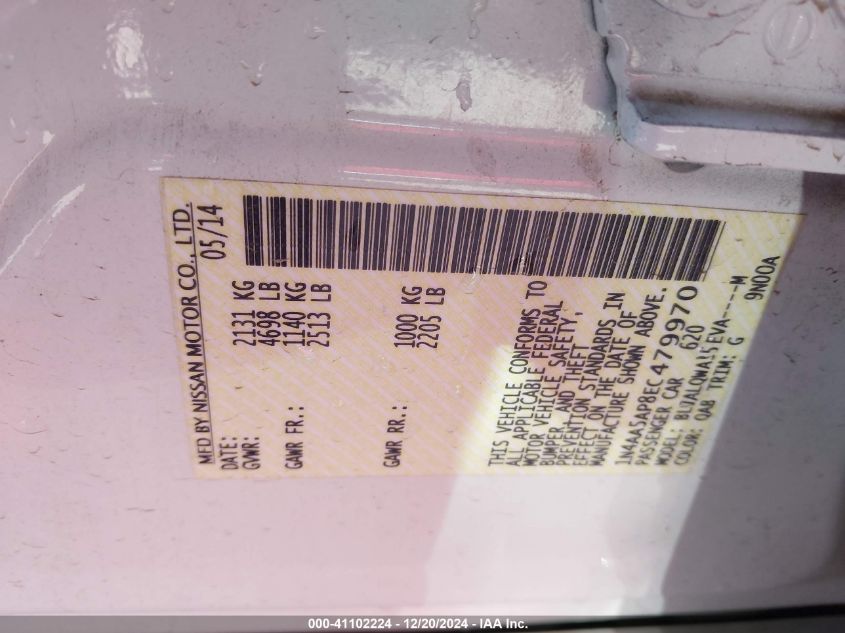 MFD BY NISSAN MOTOR CO., LTD.
DATE: 05/14
GVWR: 2131 KG
4698 LB
GAWR FR.: 1140 KG
2513 LB
GAWR RR.: 1000 KG
2205 LB
THIS VEHICLE CONFORMS TO
ALL APPLICABLE FEDERAL
MOTOR VEHICLE SAFETY,
BUMPER, AND THEFT
PREVENTION STANDARDS IN
EFFECT ON THE DATE OF
MANUFACTURE SHOWN ABOVE.
1N4AA5AP8EC479970
PASSENGER CAR 620
MODEL: BLJALOWA15EVA----M
COLOR: QAB TRIM: G 9N00A
000-41102224 - 12/20/2024 - IAA Inc.